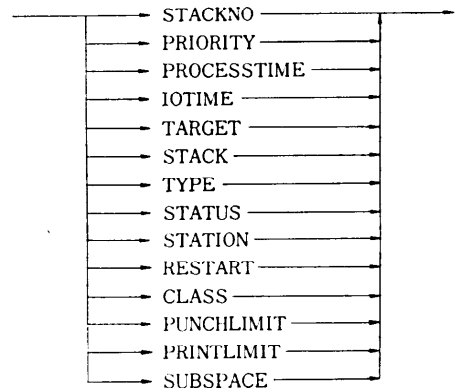 STACKNO
PRIORITY
PROCESSTIME
IOTIME
TARGET
STACK
TYPE
STATUS
STATION
RESTART
CLASS
PUNCHLIMIT
PRINTLIMIT
SUBSPACE